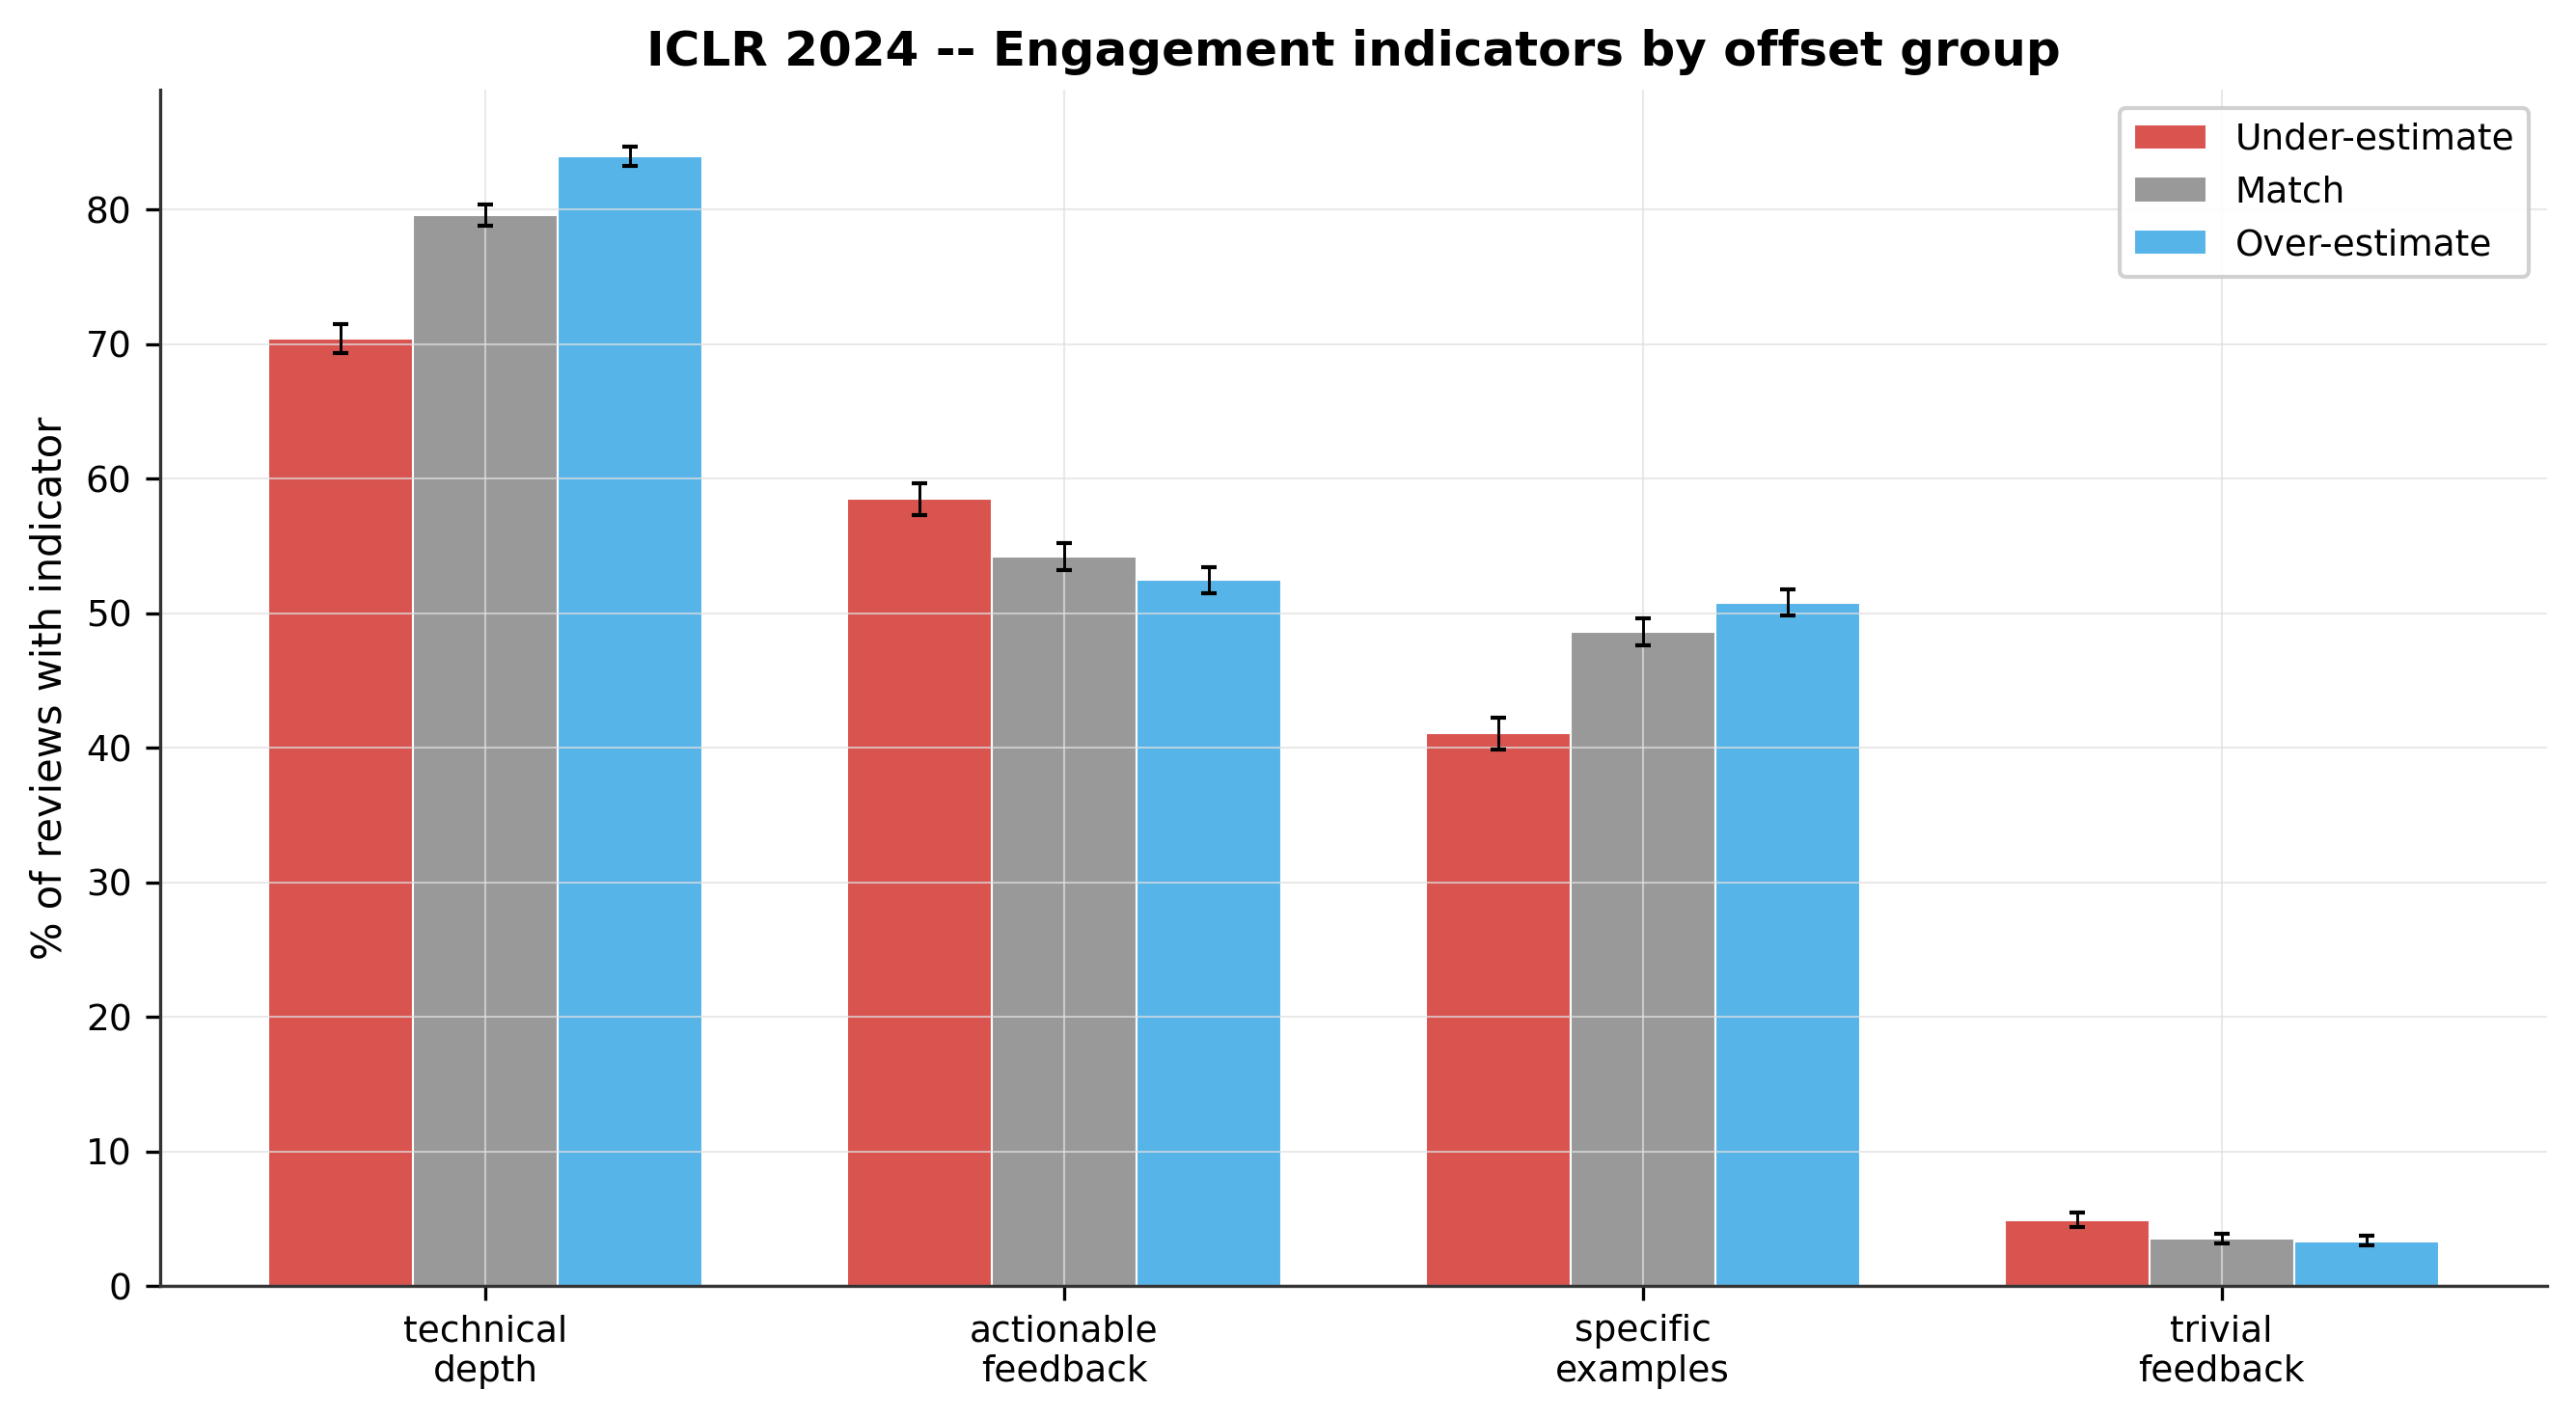 ICLR 2024 -- Engagement indicators by offset group
% of reviews with indicator
80
70
60
50
40
30
20
10
0
Under-estimate
Match
Over-estimate
technical
depth
actionable
feedback
specific
examples
trivial
feedback